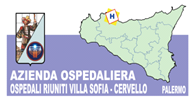 H
AZIENDA OSPEDALIERA
OSPEDALI RIUNITI VILLA SOFIA - CERVELLO
PALERMO